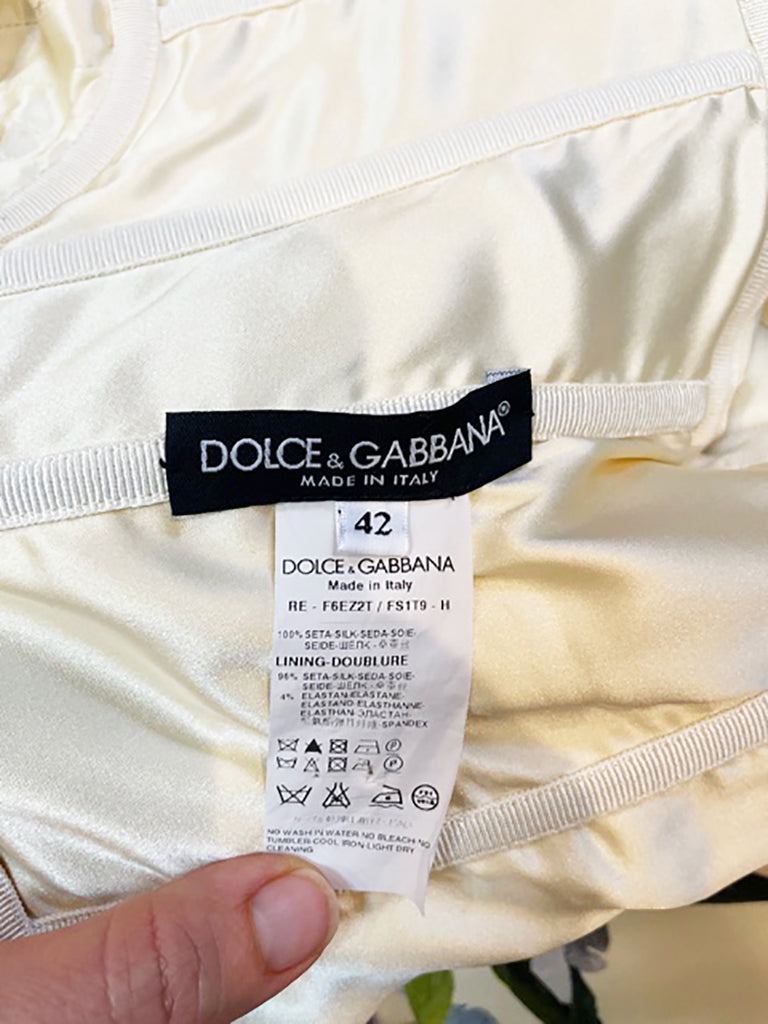 DOLCE & GABBANA®
MADE IN ITALY
42
DOLCE & GABBANA
Made in Italy
RE - F6EZ2T / FS1T9 - H
100% SETA-SILK-SEDA-SOIE-
SEIDE-ШЕЛК-
LINING-DOUBLURE
96% SETA-SILK-SEDA-SOIE-
SEIDE-ШЕЛК-
4% ELASTAN-ELASTANE-
ELASTAND-ELASTHANNE-
ELASTHAN-ЭЛАСТАН-
-SPANDEX
NO WASH IN WATER NO BLEACH NO
TUMBLER-COOL IRON-LIGHT DRY
CLEANING